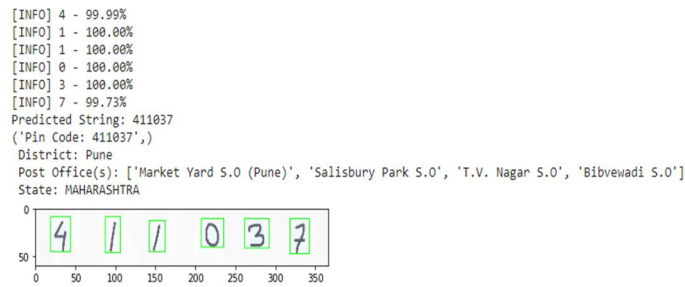 [INFO] 4 - 99.99%
[INFO] 1 - 100.00%
[INFO] 1 - 100.00%
[INFO] 0 - 100.00%
[INFO] 3 - 100.00%
[INFO] 7 - 99.73%
Predicted String: 411037
('Pin Code: 411037',)
District: Pune
Post Office(s): ['Market Yard S.O (Pune)', 'Salisbury Park S.O', 'T.V. Nagar S.O', 'Bibvewadi S.O']
State: MAHARASHTRA
0
4 1 1 0 3 7
50
0 50 100 150 200 250 300 350